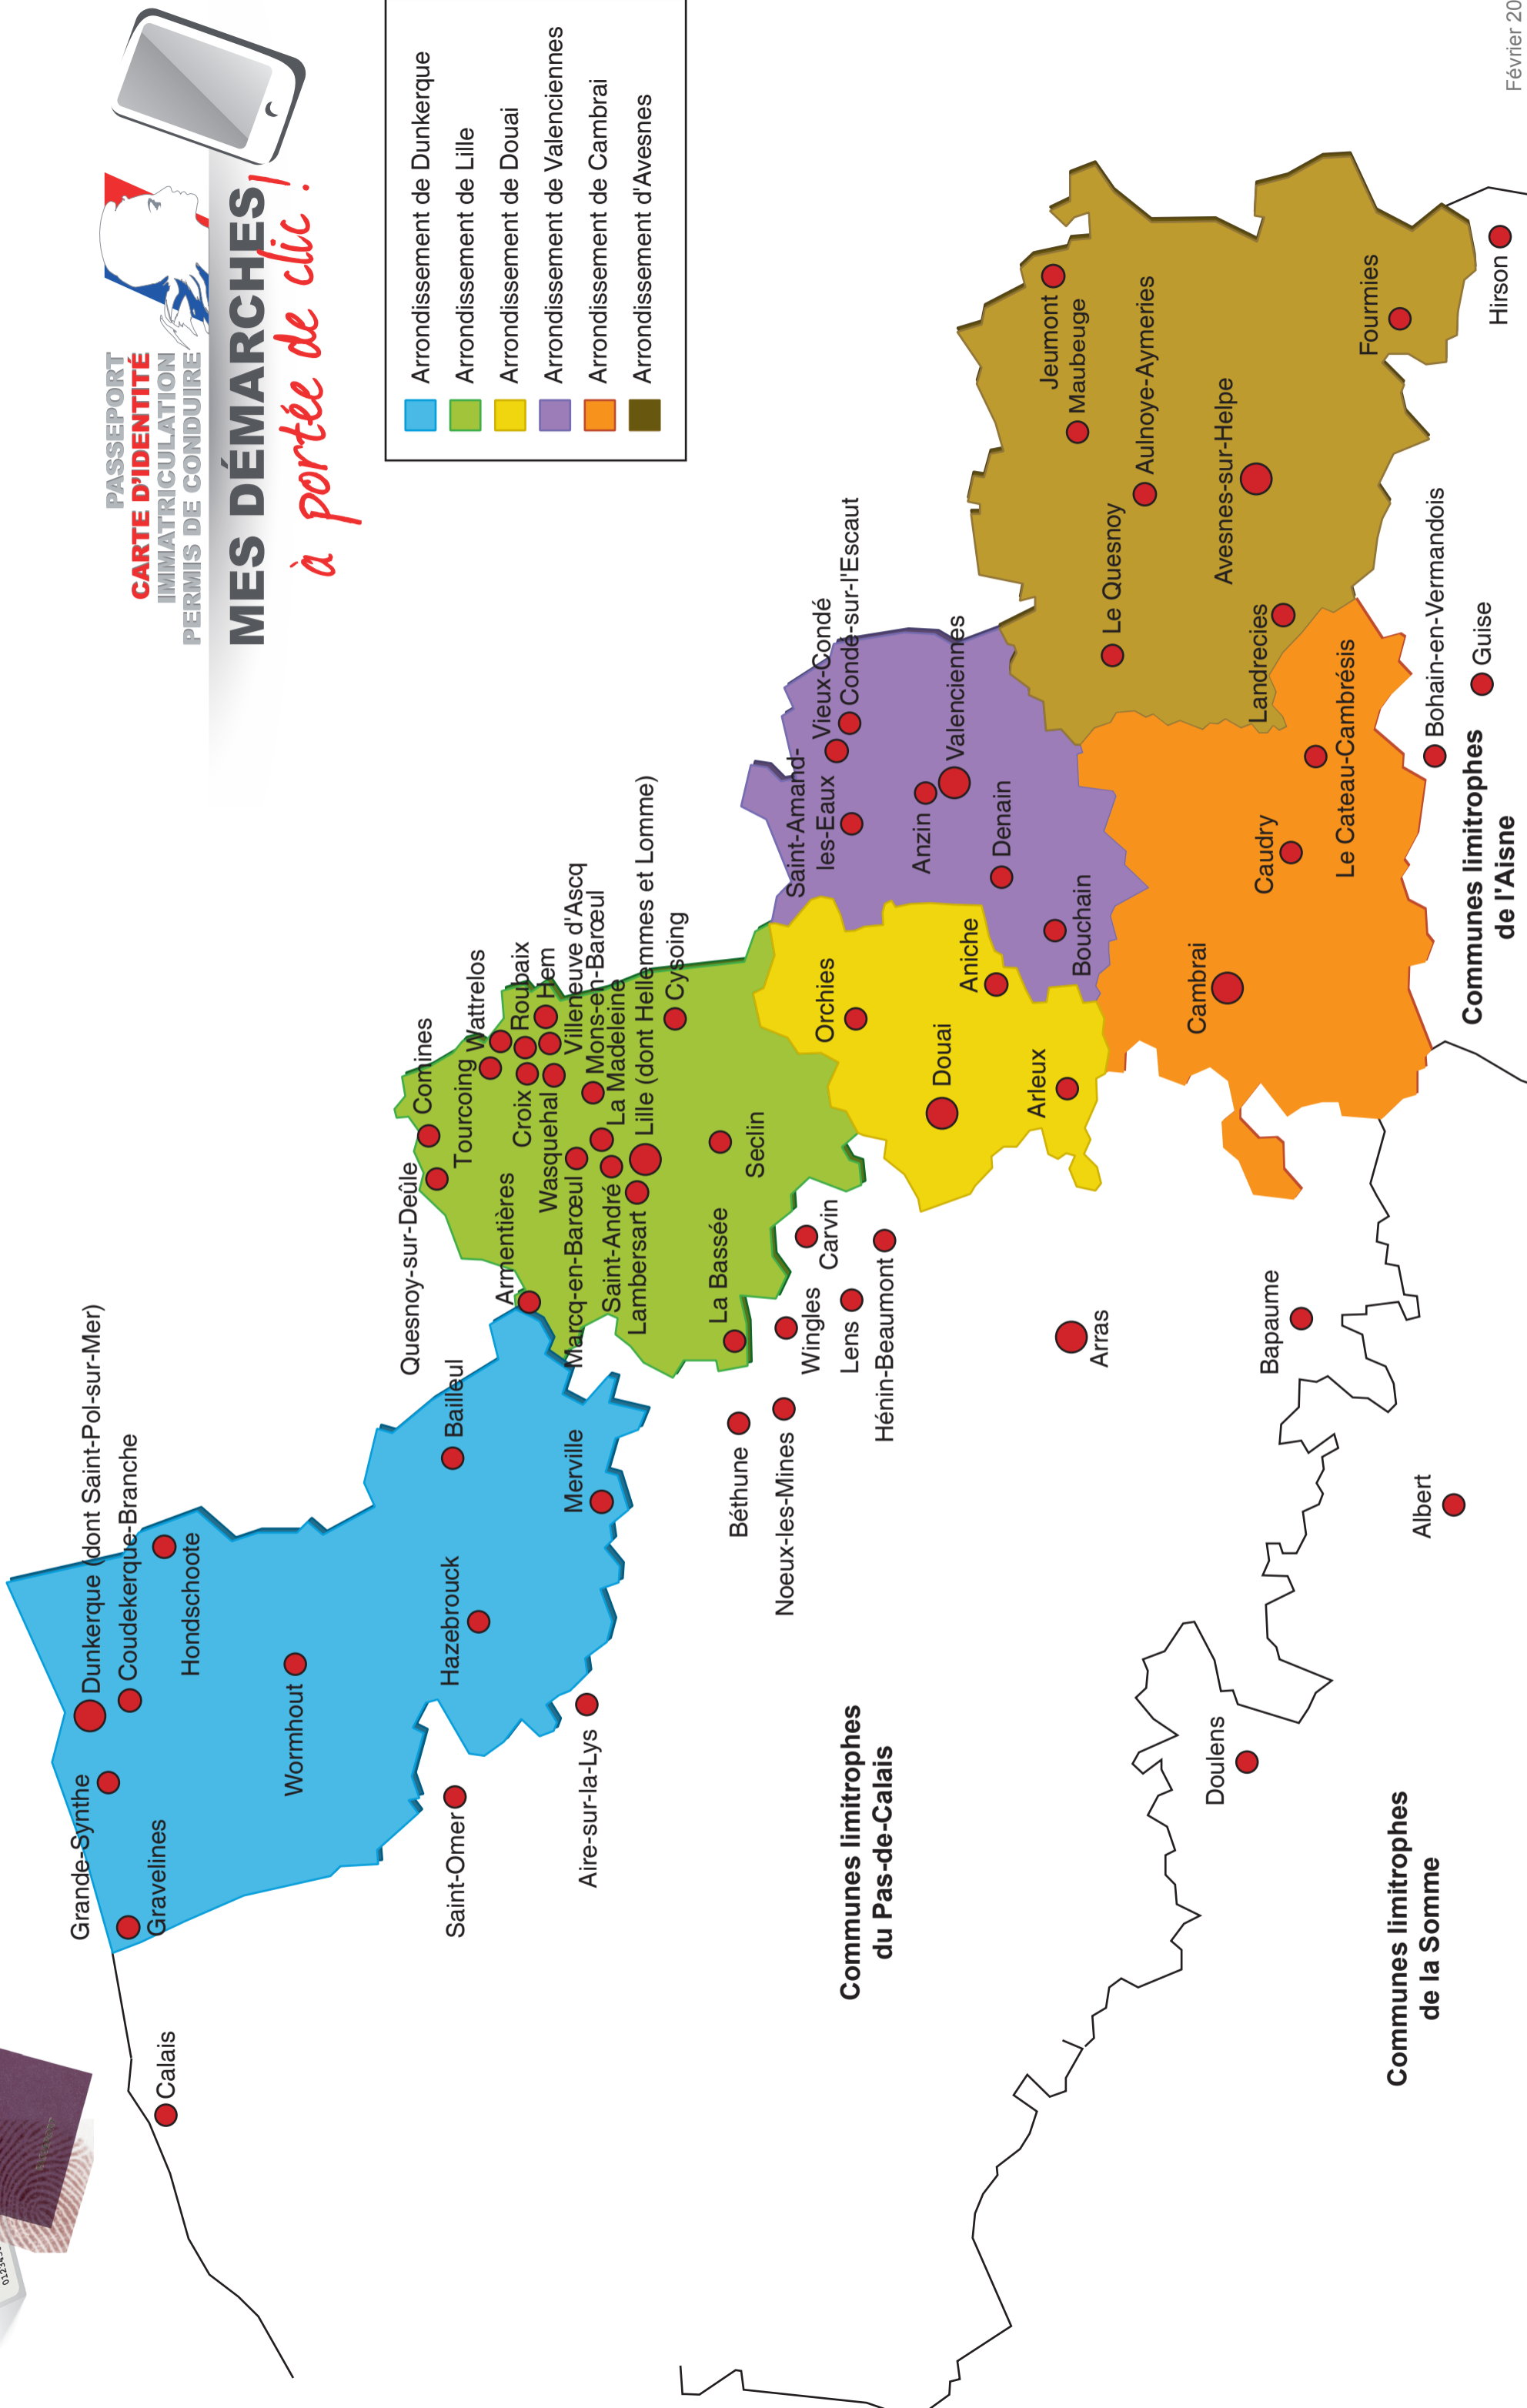 PASSEPORT
CARTE D'IDENTITÉ
IMMATRICULATION
PERMIS DE CONDUIRE
MES DÉMARCHES
à portée de clic !
Arrondissement de Dunkerque
Arrondissement de Lille
Arrondissement de Douai
Arrondissement de Valenciennes
Arrondissement de Cambrai
Arrondissement d'Avesnes
Calais
Grande-Synthe
Gravelines
Dunkerque (dont Saint-Pol-sur-Mer)
Coudekerque-Branche
Hondschoote
Wormhout
Saint-Omer
Hazebrouck
Bailleul
Merville
Aire-sur-la-Lys
Quesnoy-sur-Deûle
Comines
Tourcoing
Wattrelos
Armentières
Croix
Roubaix
Hem
Wasquehal
Villeneuve d'Ascq
Marcq-en-Barœul
Mons-en-Barœul
Saint-André
La Madeleine
Lambersart
Lille (dont Hellemmes et Lomme)
Cysoing
La Bassée
Seclin
Béthune
Noeux-les-Mines
Wingles
Carvin
Lens
Hénin-Beaumont
Orchies
Douai
Aniche
Arleux
Saint-Amand-
les-Eaux
Vieux-Condé
Condé-sur-l'Escaut
Anzin
Valenciennes
Denain
Bouchain
Jeumont
Maubeuge
Aulnoye-Aymeries
Le Quesnoy
Avesnes-sur-Helpe
Landrecies
Fourmies
Hirson
Cambrai
Caudry
Le Cateau-Cambrésis
Bohain-en-Vermandois
Guise
Communes limitrophes
de l'Aisne
Arras
Bapaume
Albert
Doulens
Communes limitrophes
du Pas-de-Calais
Communes limitrophes
de la Somme
Février 20